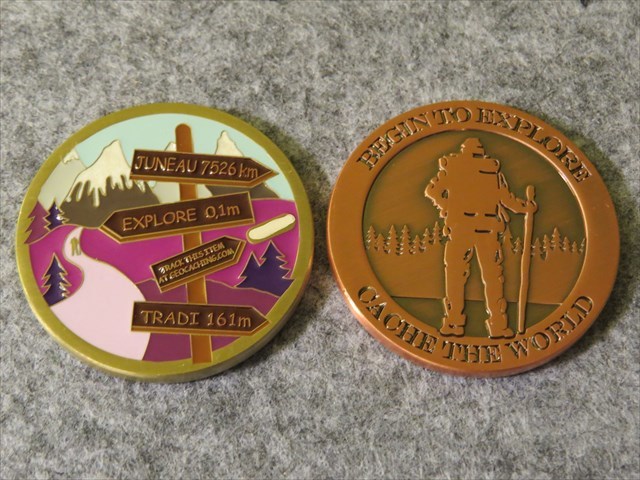 JUNEAU 7526 km
EXPLORE 0,1m
TRACK THIS ITEM
AT GEOCACHING.COM
TRADI 161m
BEGIN TO EXPLORE
CACHE THE WORLD